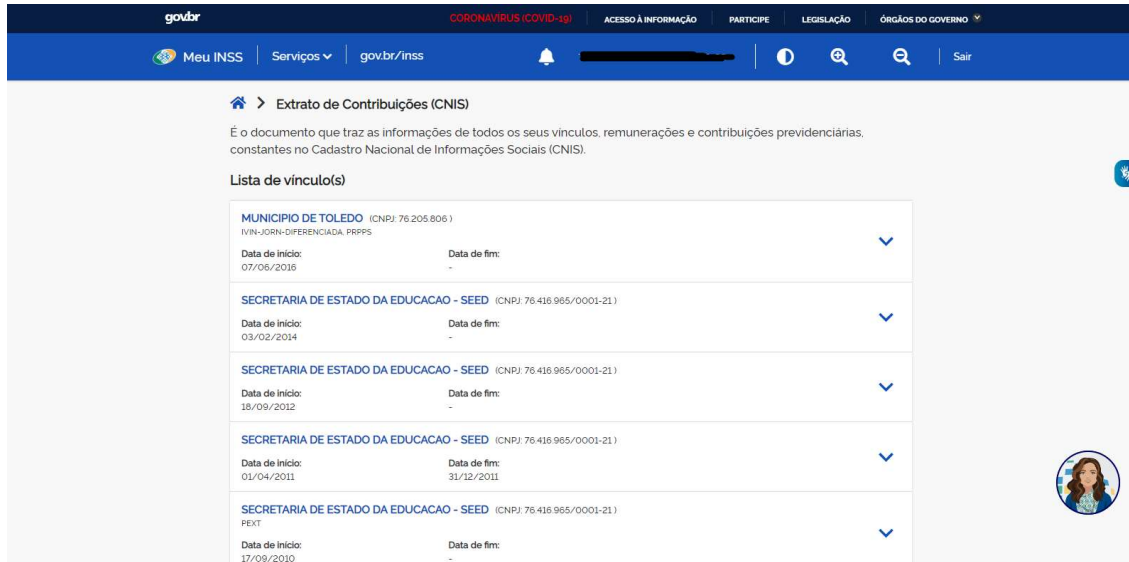 gov.br CORONAVÍRUS (COVID-19) ACESSO À INFORMAÇÃO PARTICIPE LEGISLAÇÃO ÓRGÃOS DO GOVERNO
Meu INSS Serviços gov.br/inss Sair
Extrato de Contribuições (CNIS)
É o documento que traz as informações de todos os seus vínculos, remunerações e contribuições previdenciárias,
constantes no Cadastro Nacional de Informações Sociais (CNIS).
Lista de vínculo(s)
MUNICIPIO DE TOLEDO (CNPJ: 76.205.806 )
IVIN-JORN-DIFERENCIADA, PRPPS
Data de início: Data de fim:
07/06/2016 -
SECRETARIA DE ESTADO DA EDUCACAO - SEED (CNPJ: 76.416.965/0001-21 )
Data de início: Data de fim:
03/02/2014 -
SECRETARIA DE ESTADO DA EDUCACAO - SEED (CNPJ: 76.416.965/0001-21 )
Data de início: Data de fim:
18/09/2012 -
SECRETARIA DE ESTADO DA EDUCACAO - SEED (CNPJ: 76.416.965/0001-21 )
Data de início: Data de fim:
01/04/2011 31/12/2011
SECRETARIA DE ESTADO DA EDUCACAO - SEED (CNPJ: 76.416.965/0001-21 )
PEXT
Data de início: Data de fim:
17/09/2010 -